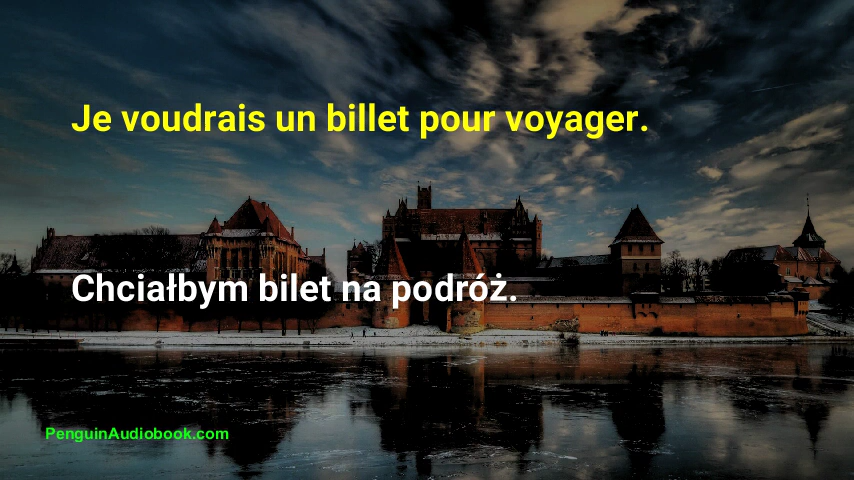 Je voudrais un billet pour voyager.
Chciałbym bilet na podróż.
PenguinAudiobook.com